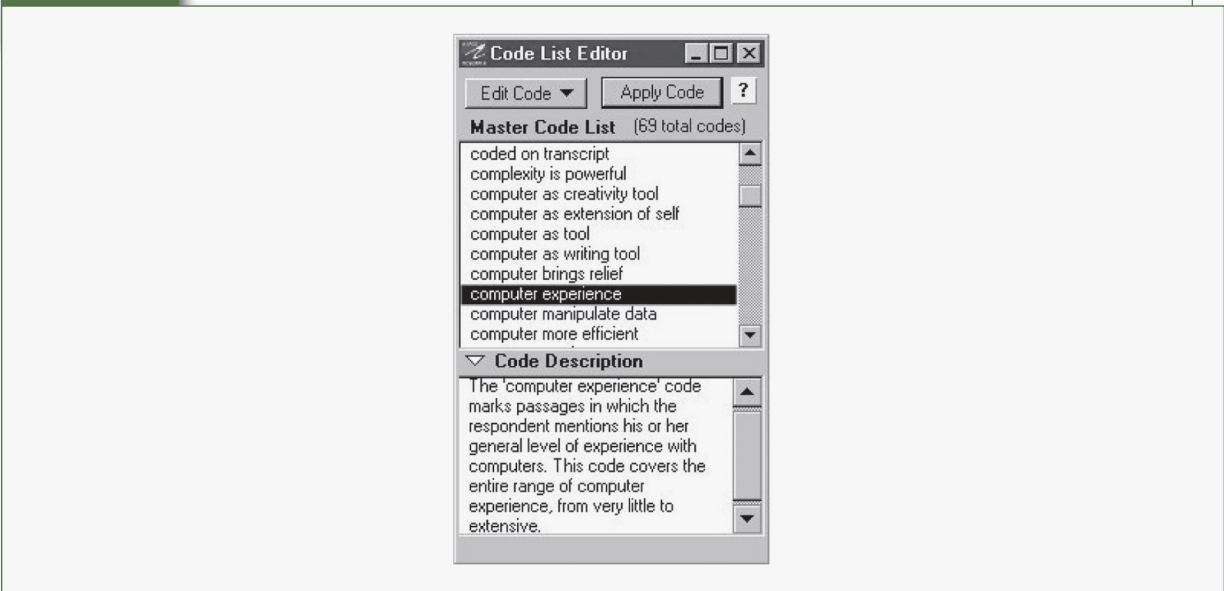 Code List Editor
Edit Code
Apply Code
?
Master Code List (69 total codes)
coded on transcript
complexity is powerful
computer as creativity tool
computer as extension of self
computer as tool
computer as writing tool
computer brings relief
computer experience
computer manipulate data
computer more efficient
Code Description
The 'computer experience' code
marks passages in which the
respondent mentions his or her
general level of experience with
computers. This code covers the
entire range of computer
experience, from very little to
extensive.